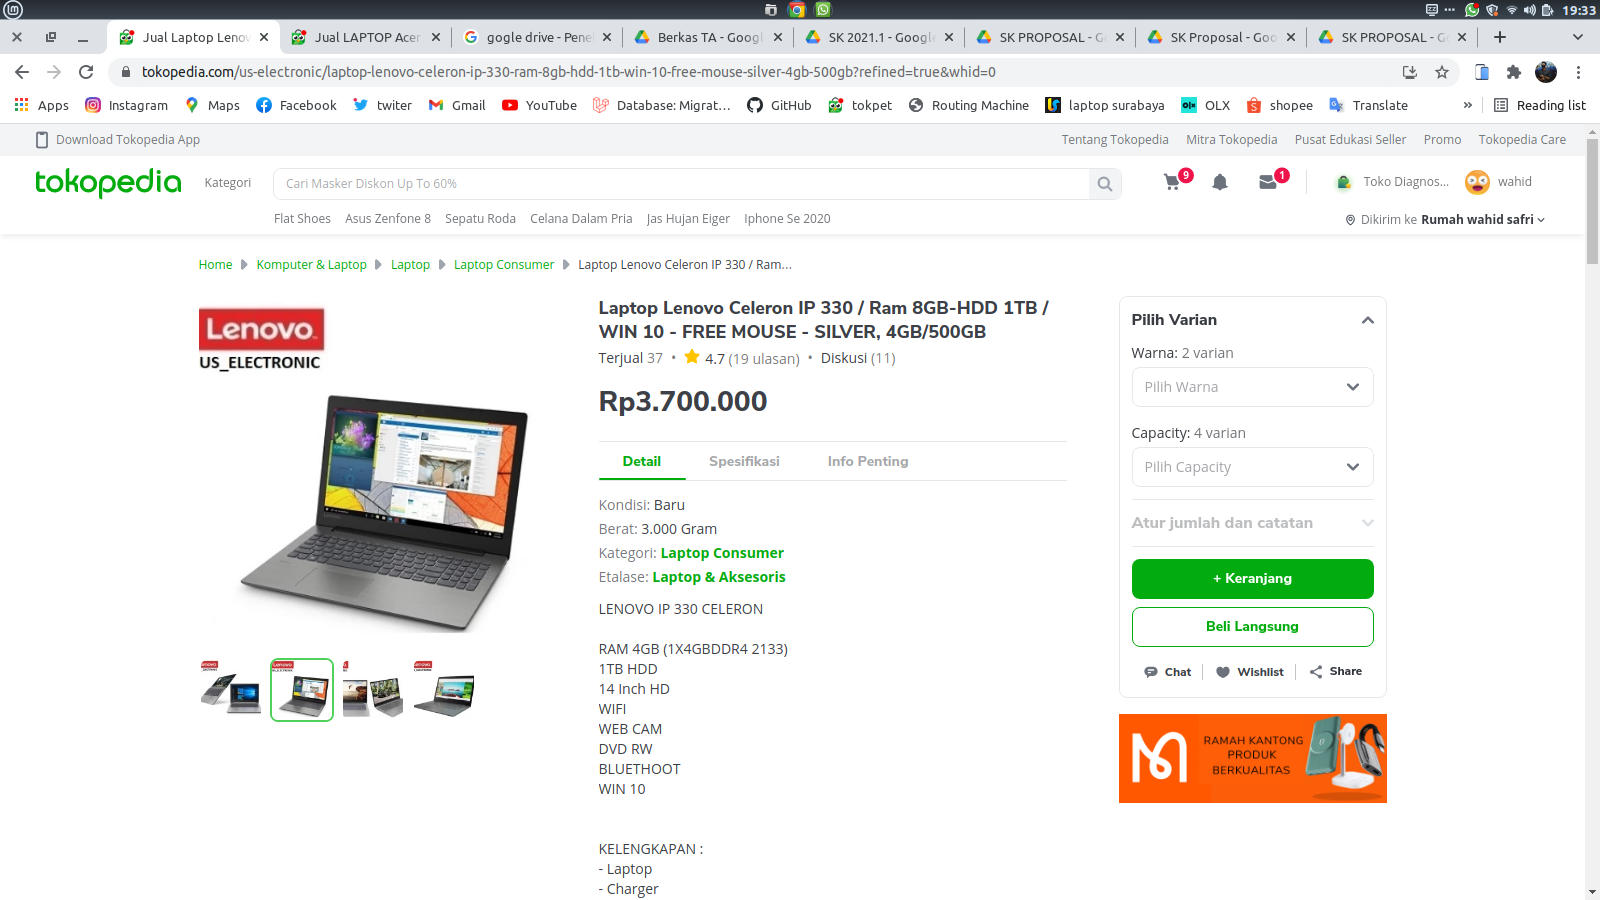 19:33
Jual Laptop Lenov
Jual LAPTOP Acer
gogle drive - Penel
Berkas TA - Googl
SK 2021.1 - Google
SK PROPOSAL - G
SK Proposal - Goo
SK PROPOSAL - G
tokopedia.com/us-electronic/laptop-lenovo-celeron-ip-330-ram-8gb-hdd-1tb-win-10-free-mouse-silver-4gb-500gb?refined=true&whid=0
Apps
Instagram
Maps
Facebook
twiter
Gmail
YouTube
Database: Migrat...
GitHub
tokpet
Routing Machine
laptop surabaya
OLX
shopee
Translate
»
Reading list
Download Tokopedia App
Tentang Tokopedia
Mitra Tokopedia
Pusat Edukasi Seller
Promo
Tokopedia Care
tokopedia
Kategori
Cari Masker Diskon Up To 60%
9
1
Toko Diagnos...
wahid
Flat Shoes
Asus Zenfone 8
Sepatu Roda
Celana Dalam Pria
Jas Hujan Eiger
Iphone Se 2020
Dikirim ke Rumah wahid safri
Home
Komputer & Laptop
Laptop
Laptop Consumer
Laptop Lenovo Celeron IP 330 / Ram...
Lenovo
US_ELECTRONIC
Laptop Lenovo Celeron IP 330 / Ram 8GB-HDD 1TB /
WIN 10 - FREE MOUSE - SILVER, 4GB/500GB
Terjual 37 • 4.7 (19 ulasan) • Diskusi (11)
Rp3.700.000
Detail
Spesifikasi
Info Penting
Kondisi: Baru
Berat: 3.000 Gram
Kategori: Laptop Consumer
Etalase: Laptop & Aksesoris
LENOVO IP 330 CELERON
RAM 4GB (1X4GBDDR4 2133)
1TB HDD
14 Inch HD
WIFI
WEB CAM
DVD RW
BLUETHOOT
WIN 10
KELENGKAPAN :
- Laptop
- Charger
Pilih Varian
Warna: 2 varian
Pilih Warna
Capacity: 4 varian
Pilih Capacity
Atur jumlah dan catatan
+ Keranjang
Beli Langsung
Chat
Wishlist
Share
RAMAH KANTONG
PRODUK
BERKUALITAS